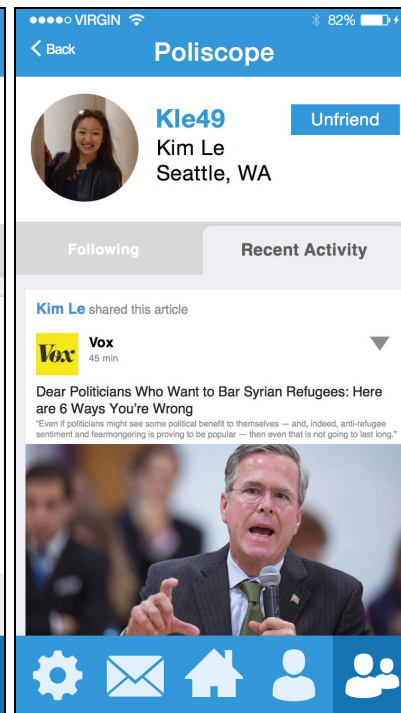 VIRGIN 82%
Back Poliscope
Kle49 Unfriend
Kim Le
Seattle, WA
Following Recent Activity
Kim Le shared this article
Vox Vox
45 min
Dear Politicians Who Want to Bar Syrian Refugees: Here
are 6 Ways You're Wrong
"Even if politicians might see some political benefit to themselves — and, indeed, anti-refugee
sentiment and fearmongering is proving to be popular — then even that is not going to last long."